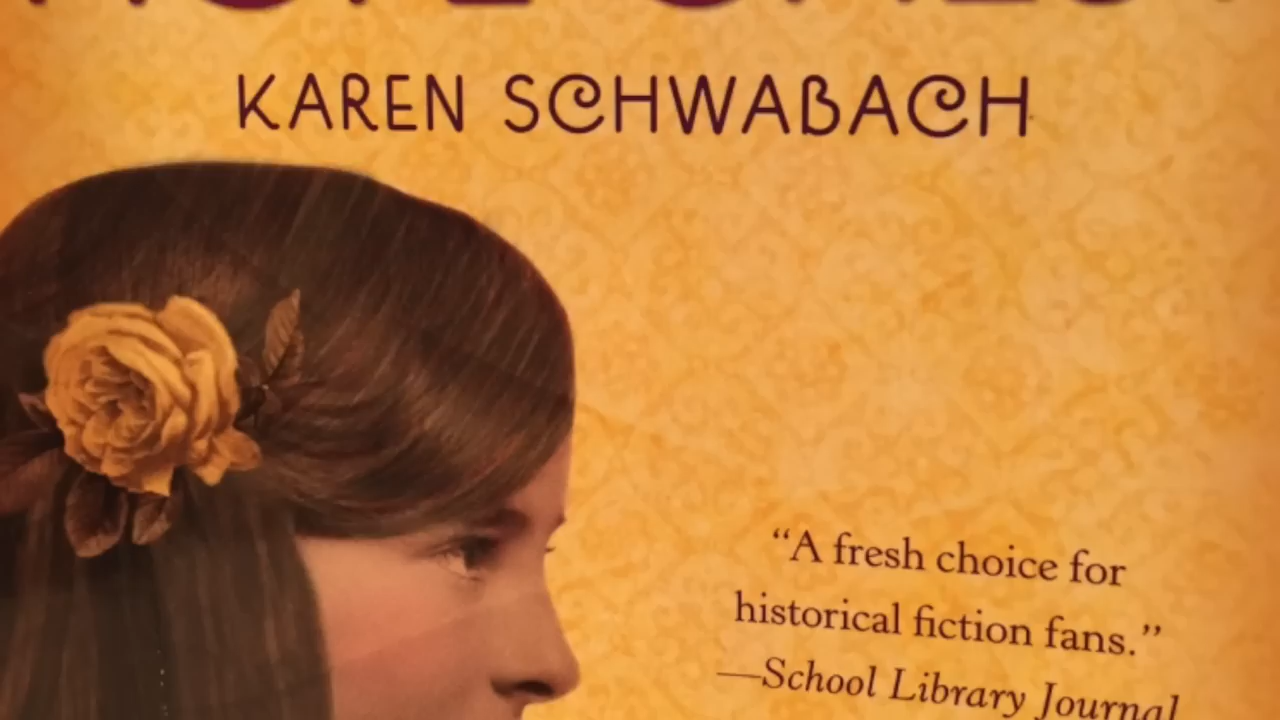 KAREN SCHWABACH
“A fresh choice for
historical fiction fans.”
—School Library Journal